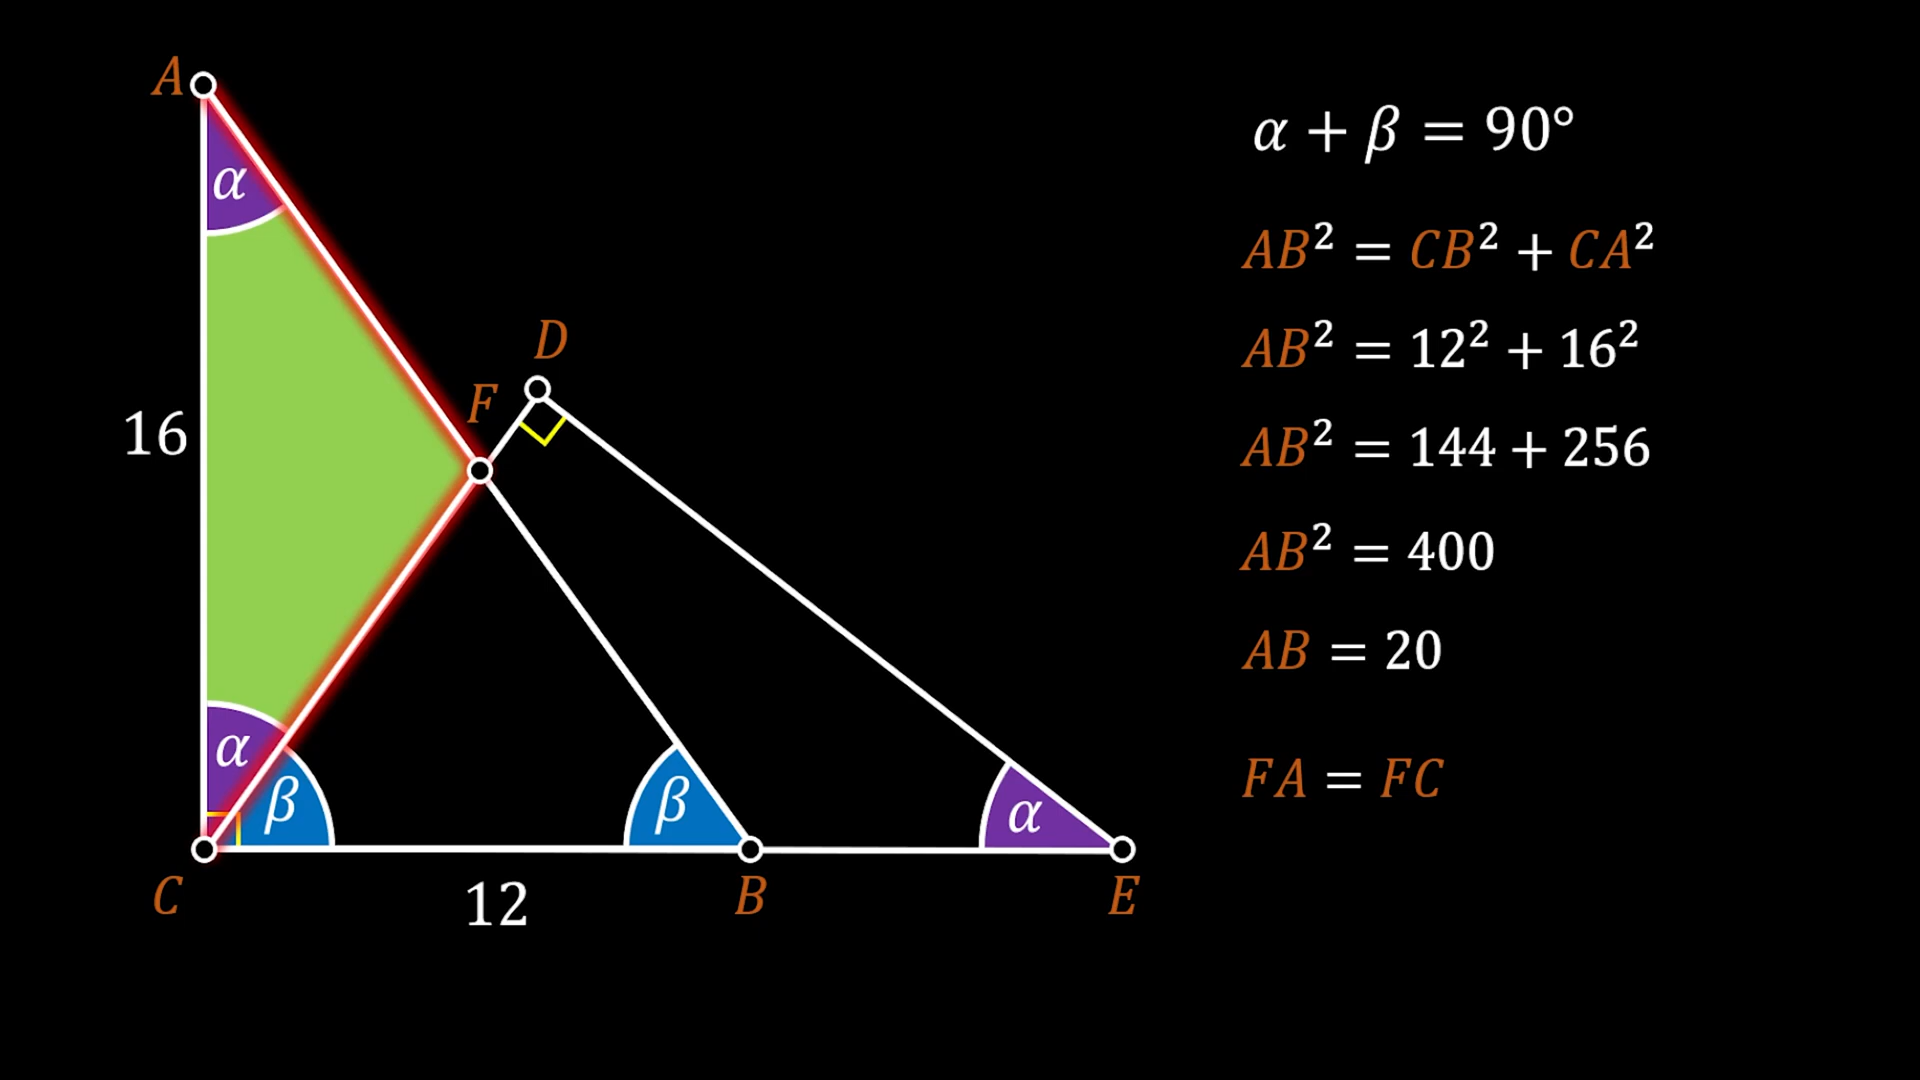 A
α
D
F
16
α
β
β
α
C
12
B
E
α + β = 90°
AB² = CB² + CA²
AB² = 12² + 16²
AB² = 144 + 256
AB² = 400
AB = 20
FA = FC